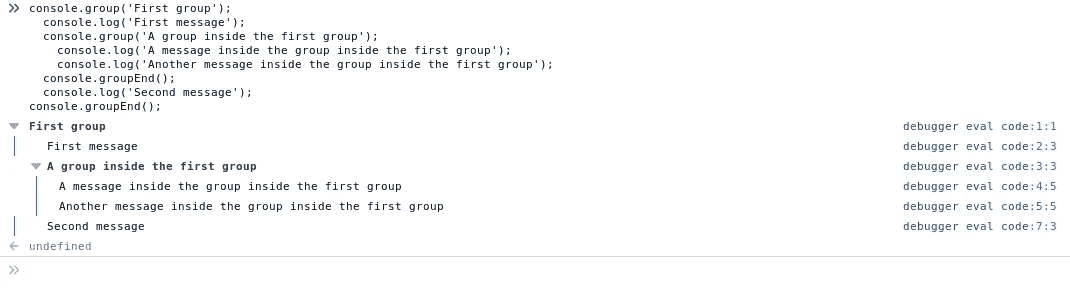 console.group('First group');
  console.log('First message');
  console.group('A group inside the first group');
    console.log('A message inside the group inside the first group');
    console.log('Another message inside the group inside the first group');
  console.groupEnd();
  console.log('Second message');
console.groupEnd();
First group debugger eval code:1:1
First message debugger eval code:2:3
A group inside the first group debugger eval code:3:3
A message inside the group inside the first group debugger eval code:4:5
Another message inside the group inside the first group debugger eval code:5:5
Second message debugger eval code:7:3
undefined